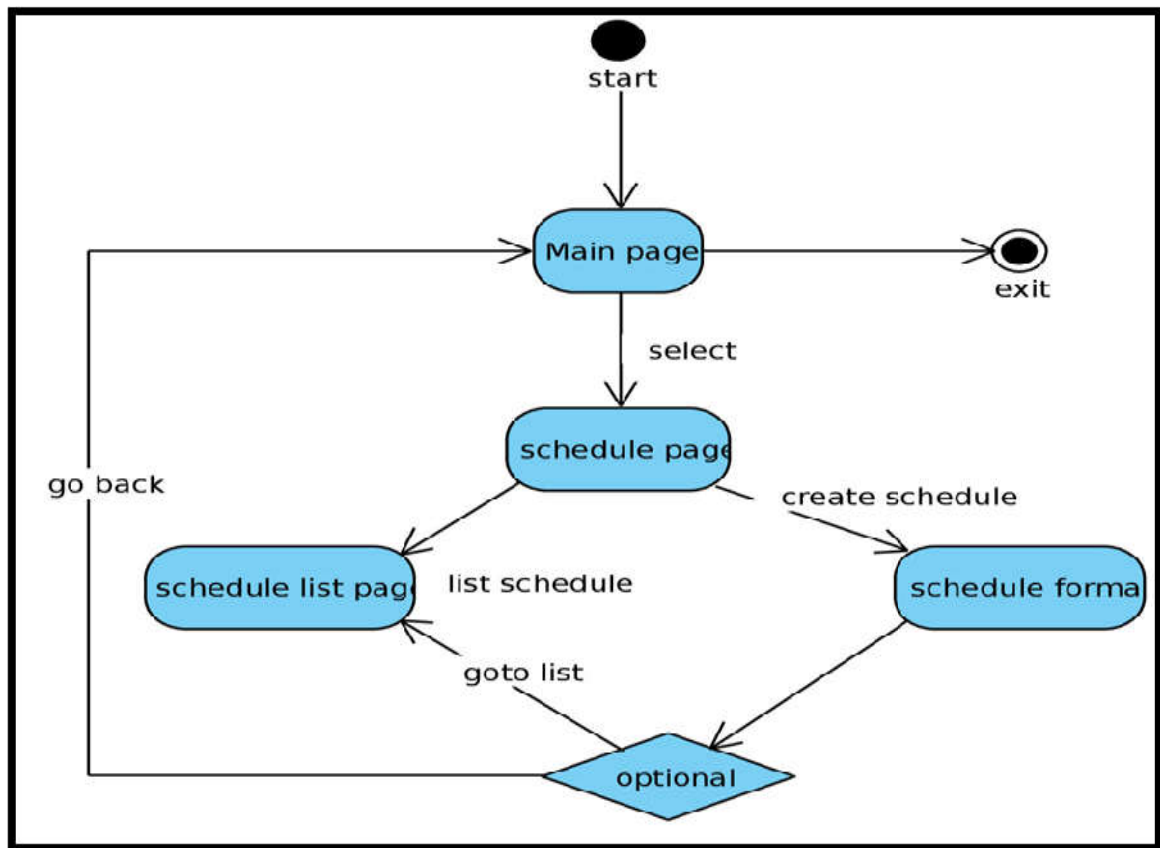 start
Main page
exit
select
schedule page
go back
create schedule
schedule list page
list schedule
schedule forma
goto list
optional